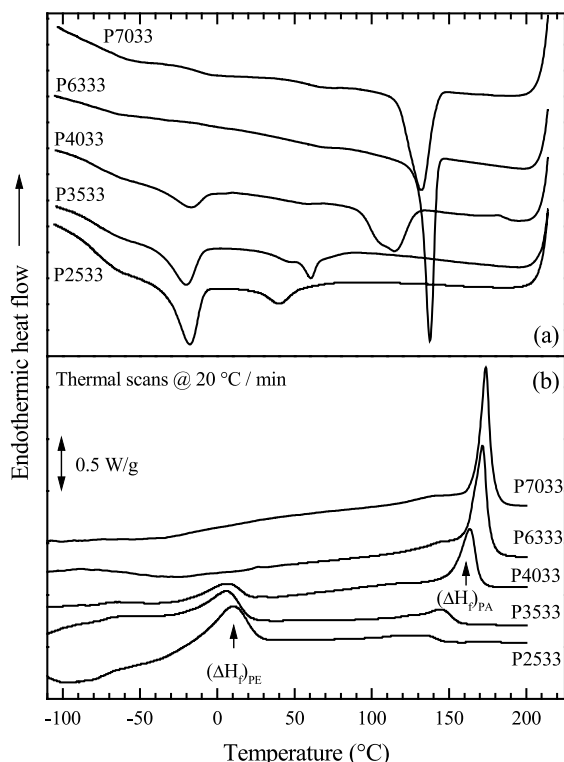 P7033
P6333
P4033
P3533
P2533
(a)
Endothermic heat flow
Thermal scans @ 20 °C / min
(b)
0.5 W/g
P7033
P6333
P4033
(ΔH_f)_PA
P3533
P2533
(ΔH_f)_PE
-100 -50 0 50 100 150 200
Temperature (°C)